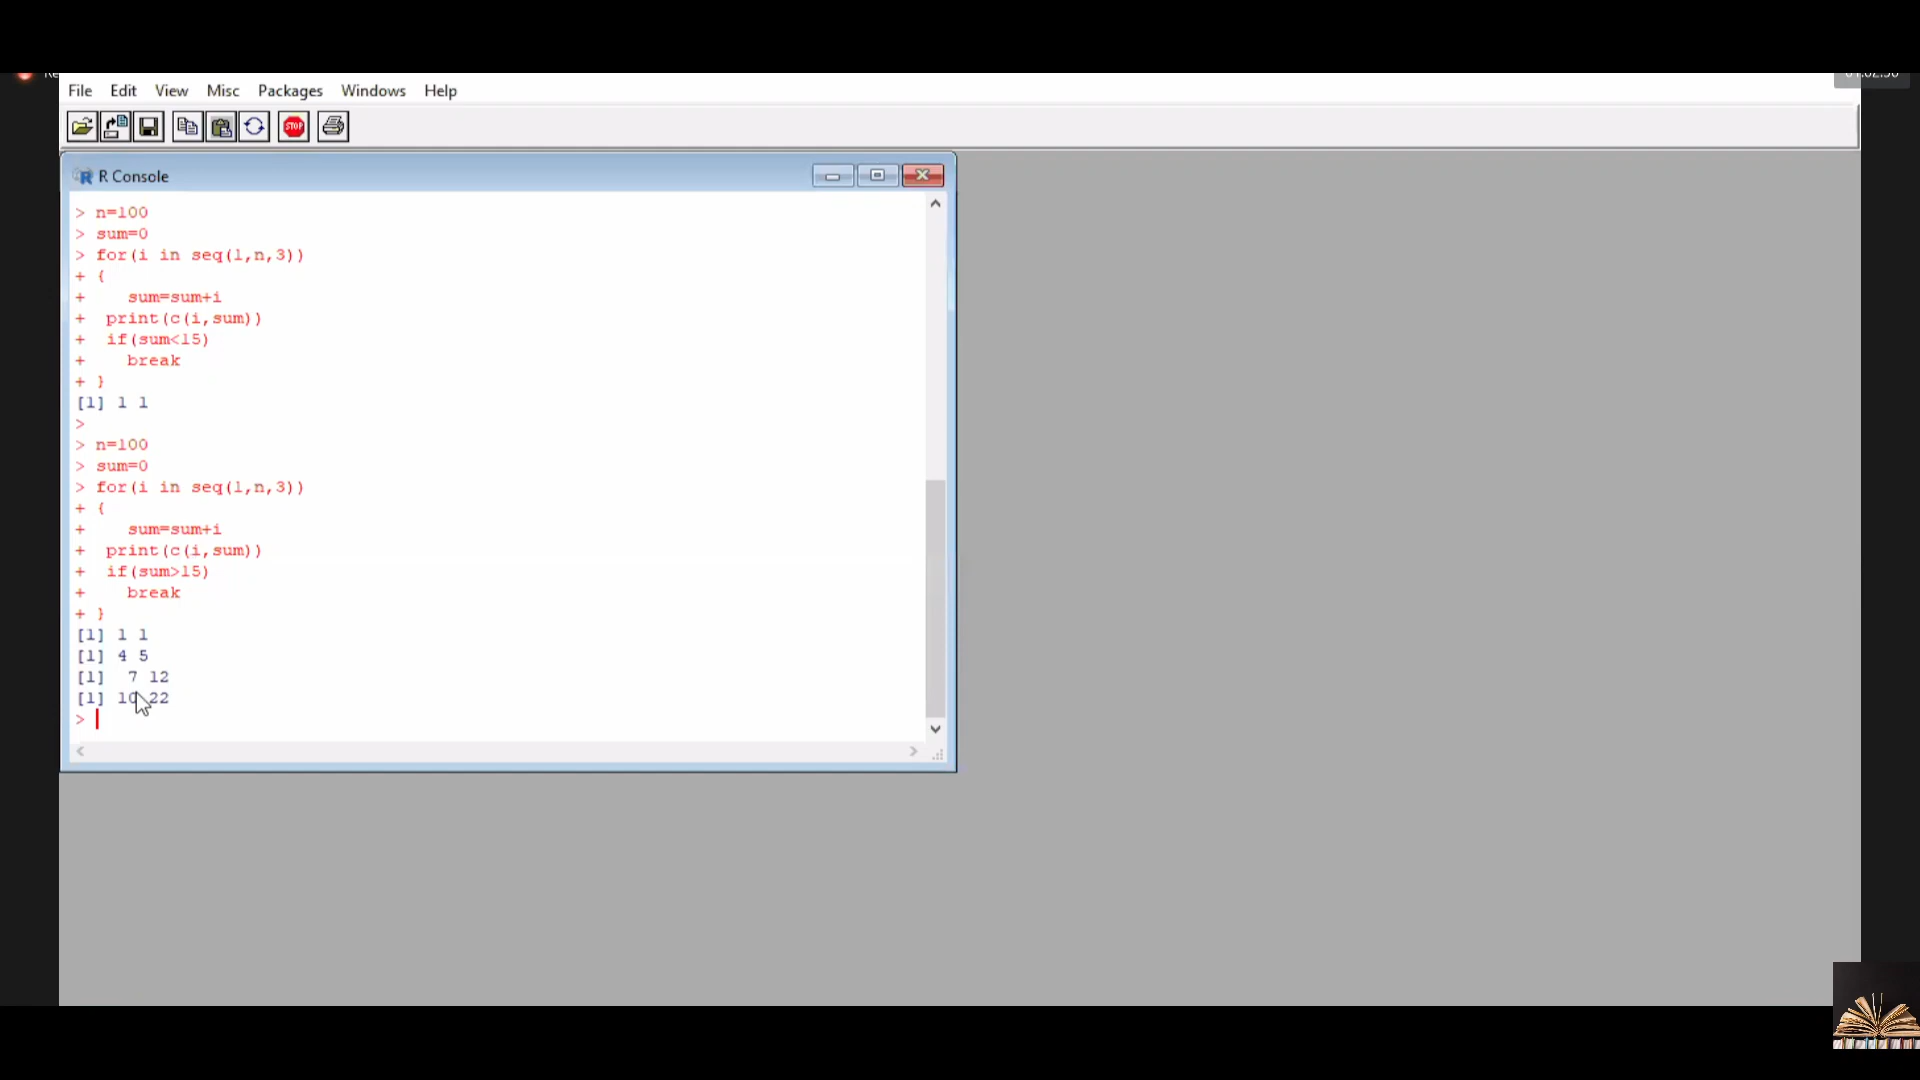 File Edit View Misc Packages Windows Help
STOP
R Console
> n=100
> sum=0
> for(i in seq(1,n,3))
+ {
+     sum=sum+i
+   print(c(i,sum))
+   if(sum<15)
+     break
+ }
[1] 1 1
>
> n=100
> sum=0
> for(i in seq(1,n,3))
+ {
+     sum=sum+i
+   print(c(i,sum))
+   if(sum>15)
+     break
+ }
[1] 1 1
[1] 4 5
[1]  7 12
[1] 10 22
>